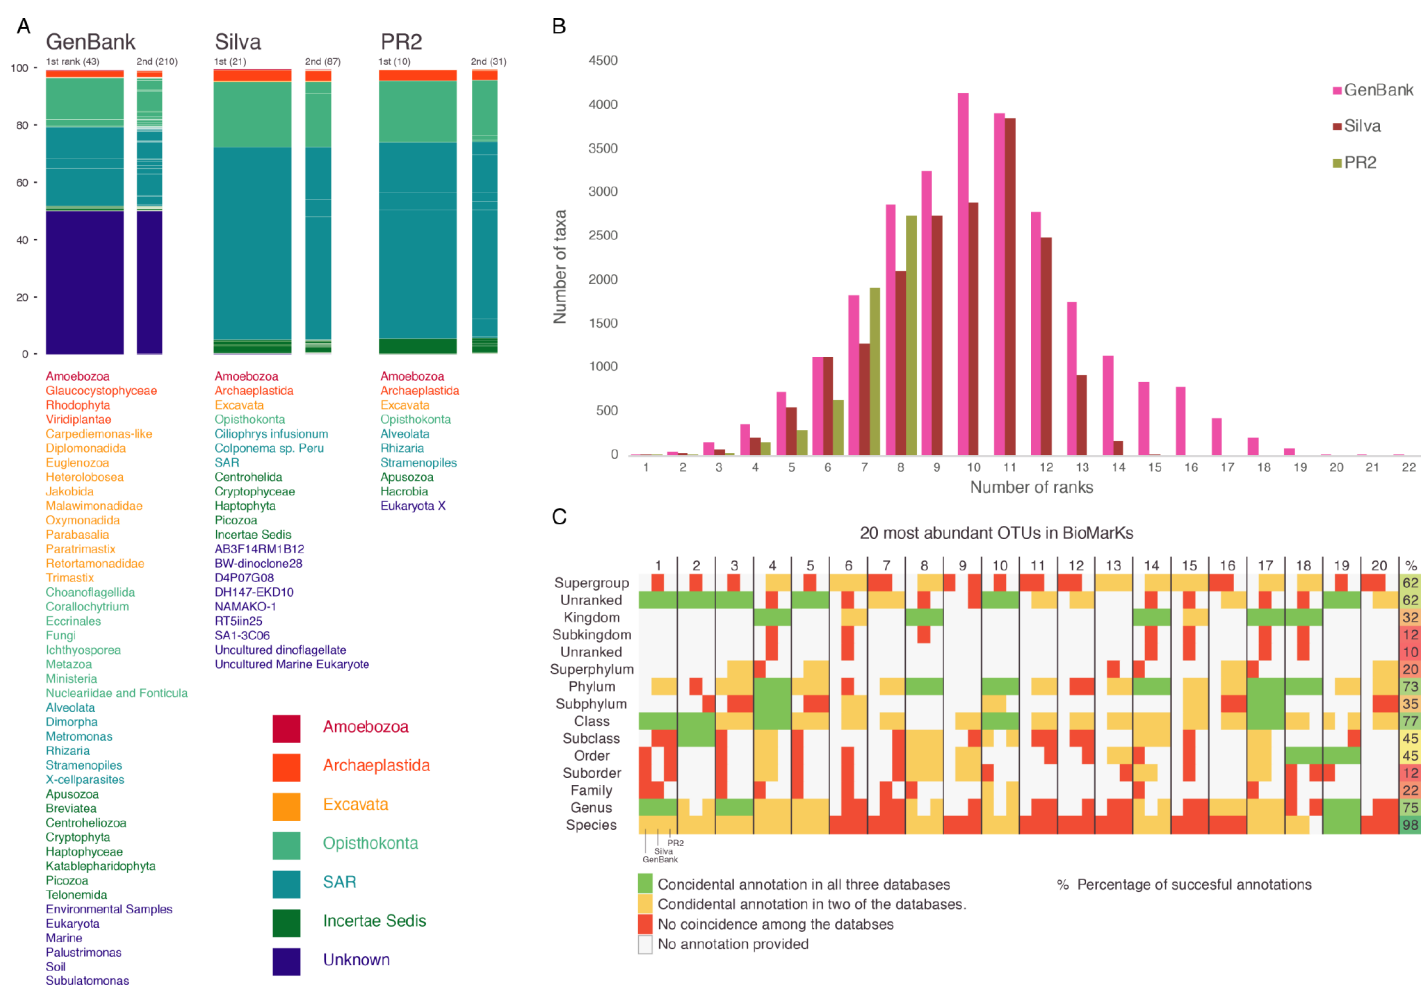 A
GenBank
Silva
PR2
1st rank (43)
2nd (210)
1st (21)
2nd (87)
1st (10)
2nd (31)
100
80
60
40
20
0
Amoebozoa
Glaucocystophyceae
Rhodophyta
Viridiplantae
Carpediemonas-like
Diplomonadida
Euglenozoa
Heterolobosea
Jakobida
Malawimonadidae
Oxymonadida
Parabasalia
Paratrimastix
Retortamonadidae
Trimastix
Choanoflagellida
Corallochytrium
Eccrinales
Fungi
Ichthyosporea
Metazoa
Ministeria
Nucleariidae and Fonticula
Alveolata
Dimorpha
Metromonas
Rhizaria
Stramenopiles
X-cellparasites
Apusozoa
Breviatea
Centroheliozoa
Cryptophyta
Haptophyceae
Katablepharidophyta
Picozoa
Telonemida
Environmental Samples
Eukaryota
Marine
Palustrimonas
Soil
Subulatomonas
Amoebozoa
Archaeplastida
Excavata
Opisthokonta
Ciliophrys infusionum
Colponema sp. Peru
SAR
Centrohelida
Cryptophyceae
Haptophyta
Picozoa
Incertae Sedis
AB3F14RM1B12
BW-dinoclone28
D4P07G08
DH147-EKD10
NAMAKO-1
RT5iin25
SA1-3C06
Uncultured dinoflagellate
Uncultured Marine Eukaryote
Amoebozoa
Archaeplastida
Excavata
Opisthokonta
Alveolata
Rhizaria
Stramenopiles
Apusozoa
Hacrobia
Eukaryota X
Amoebozoa
Archaeplastida
Excavata
Opisthokonta
SAR
Incertae Sedis
Unknown
B
4500
4000
3500
3000
2500
2000
1500
1000
500
0
Number of taxa
1 2 3 4 5 6 7 8 9 10 11 12 13 14 15 16 17 18 19 20 21 22
Number of ranks
GenBank
Silva
PR2
C
20 most abundant OTUs in BioMarKs
1 2 3 4 5 6 7 8 9 10 11 12 13 14 15 16 17 18 19 20 %
Supergroup 62
Unranked 62
Kingdom 32
Subkingdom 12
Unranked 10
Superphylum 20
Phylum 73
Subphylum 35
Class 77
Subclass 45
Order 45
Suborder 12
Family 22
Genus 75
Species 98
PR2
Silva
GenBank
Concidental annotation in all three databases
Condidental annotation in two of the databases.
No coincidence among the databses
No annotation provided
% Percentage of succesful annotations